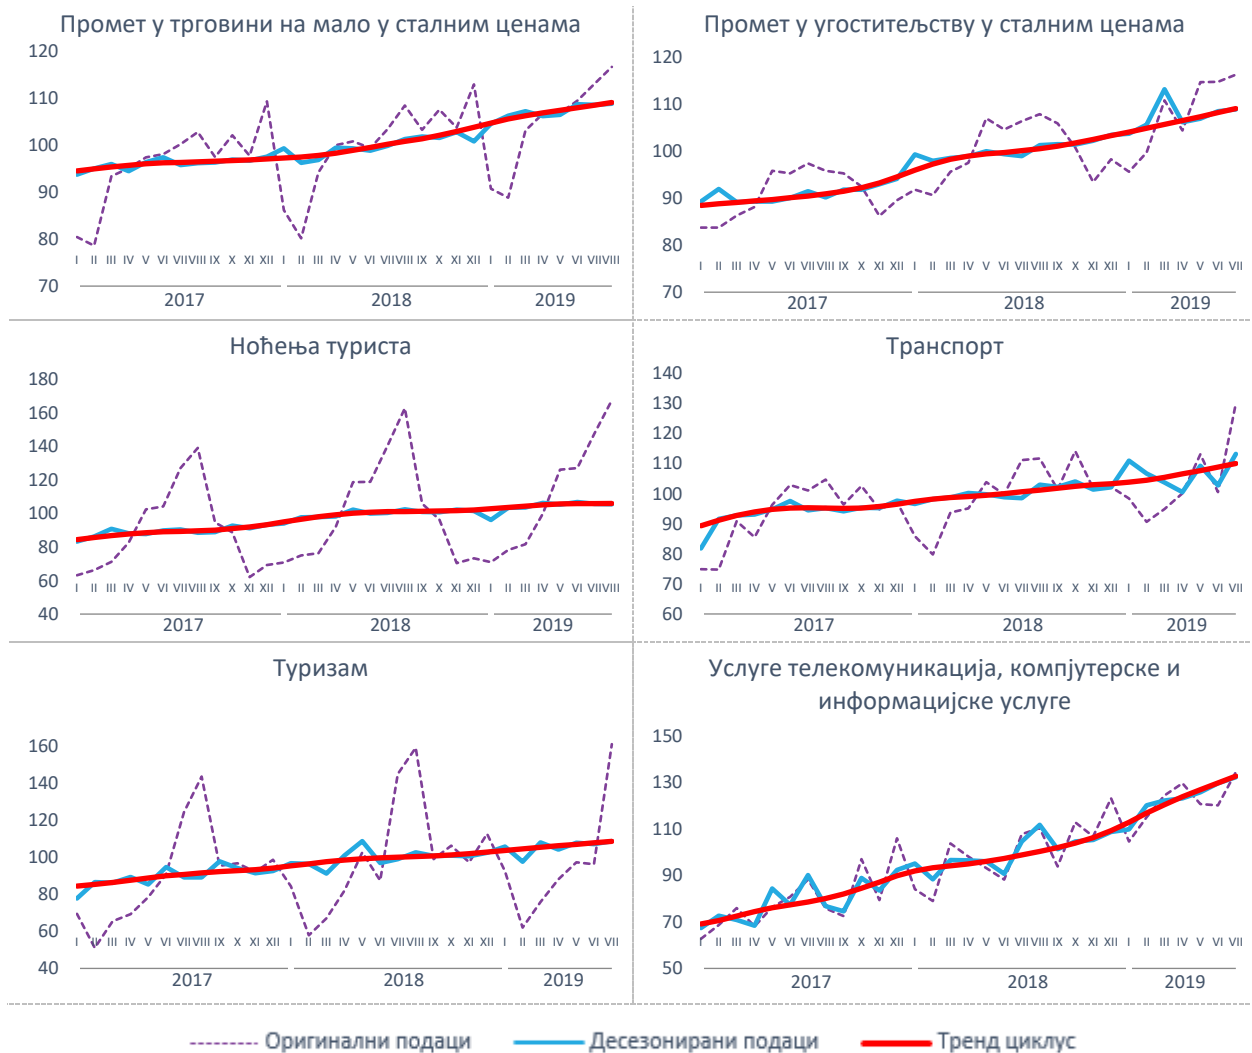 Промет у трговини на мало у сталним ценама
120
110
100
90
80
70
I II III IV V VI VII VIII IX X XI XII I II III IV V VI VII VIII IX X XI XII I II III IV V VI VII VIII
2017 2018 2019
Промет у угоститељству у сталним ценама
120
110
100
90
80
70
I II III IV V VI VII VIII IX X XI XII I II III IV V VI VII VIII IX X XI XII I II III IV V VI VII
2017 2018 2019
Ноћења туриста
180
160
140
120
100
80
60
40
I II III IV V VI VII VIII IX X XI XII I II III IV V VI VII VIII IX X XI XII I II III IV V VI VII VIII
2017 2018 2019
Транспорт
140
130
120
110
100
90
80
70
60
I II III IV V VI VII VIII IX X XI XII I II III IV V VI VII VIII IX X XI XII I II III IV V VI VII
2017 2018 2019
Туризам
160
140
120
100
80
60
40
I II III IV V VI VII VIII IX X XI XII I II III IV V VI VII VIII IX X XI XII I II III IV V VI VII
2017 2018 2019
Услуге телекомуникација, компјутерске и
информацијске услуге
150
130
110
90
70
50
I II III IV V VI VII VIII IX X XI XII I II III IV V VI VII VIII IX X XI XII I II III IV V VI VII
2017 2018 2019
Оригинални подаци Десезонирани подаци Тренд циклус